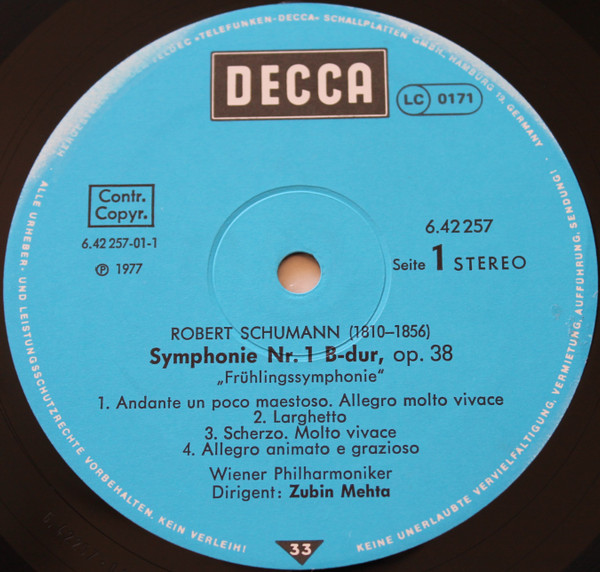 TELDEC »TELEFUNKEN-DECCA« SCHALLPLATTEN GMBH, HAMBURG 19, GERMANY
DECCA
LC 0171
Contr.
Copyr.
6.42 257-01-1
℗ 1977
6.42 257
Seite 1 STEREO
ROBERT SCHUMANN (1810–1856)
Symphonie Nr. 1 B-dur, op. 38
„Frühlingssymphonie“
1. Andante un poco maestoso. Allegro molto vivace
2. Larghetto
3. Scherzo. Molto vivace
4. Allegro animato e grazioso
Wiener Philharmoniker
Dirigent: Zubin Mehta
33
ALLE URHEBER- UND LEISTUNGSSCHUTZRECHTE VORBEHALTEN. KEIN VERLEIH!
KEINE UNERLAUBTE VERVIELFÄLTIGUNG, VERMIETUNG, AUFFÜHRUNG, SENDUNG!